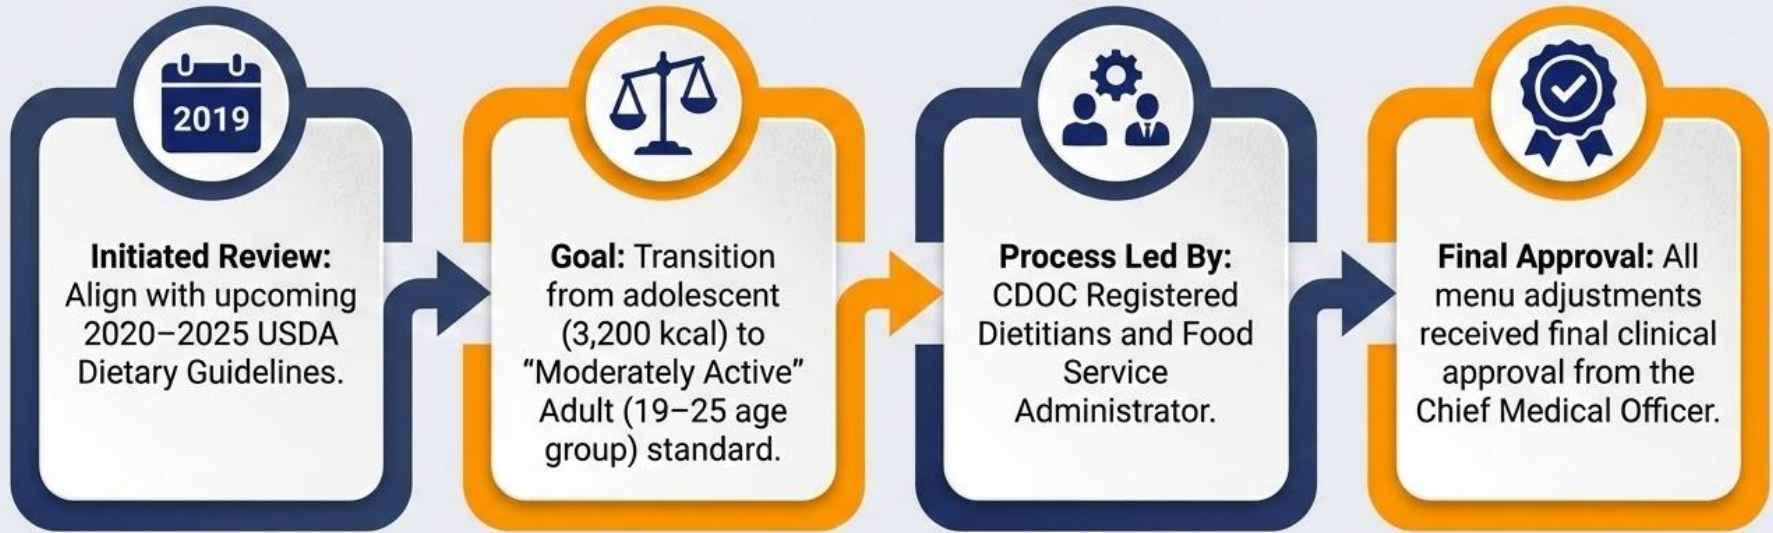 2019
Initiated Review:
Align with upcoming
2020–2025 USDA
Dietary Guidelines.
Goal: Transition
from adolescent
(3,200 kcal) to
“Moderately Active”
Adult (19–25 age
group) standard.
Process Led By:
CDOC Registered
Dietitians and Food
Service
Administrator.
Final Approval: All
menu adjustments
received final clinical
approval from the
Chief Medical Officer.